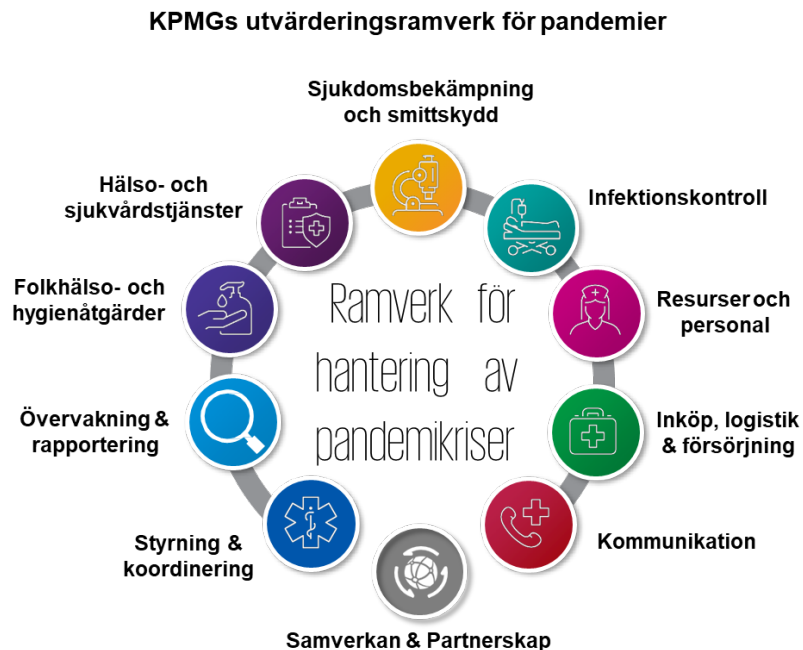 KPMGs utvärderingsramverk för pandemier
Sjukdomsbekämpning
och smittskydd
Hälso- och
sjukvårdstjänster
Infektionskontroll
Folkhälso- och
hygienåtgärder
Ramverk för
hantering av
pandemikriser
Resurser och
personal
Övervakning &
rapportering
Inköp, logistik
& försörjning
Styrning &
koordinering
Kommunikation
Samverkan & Partnerskap